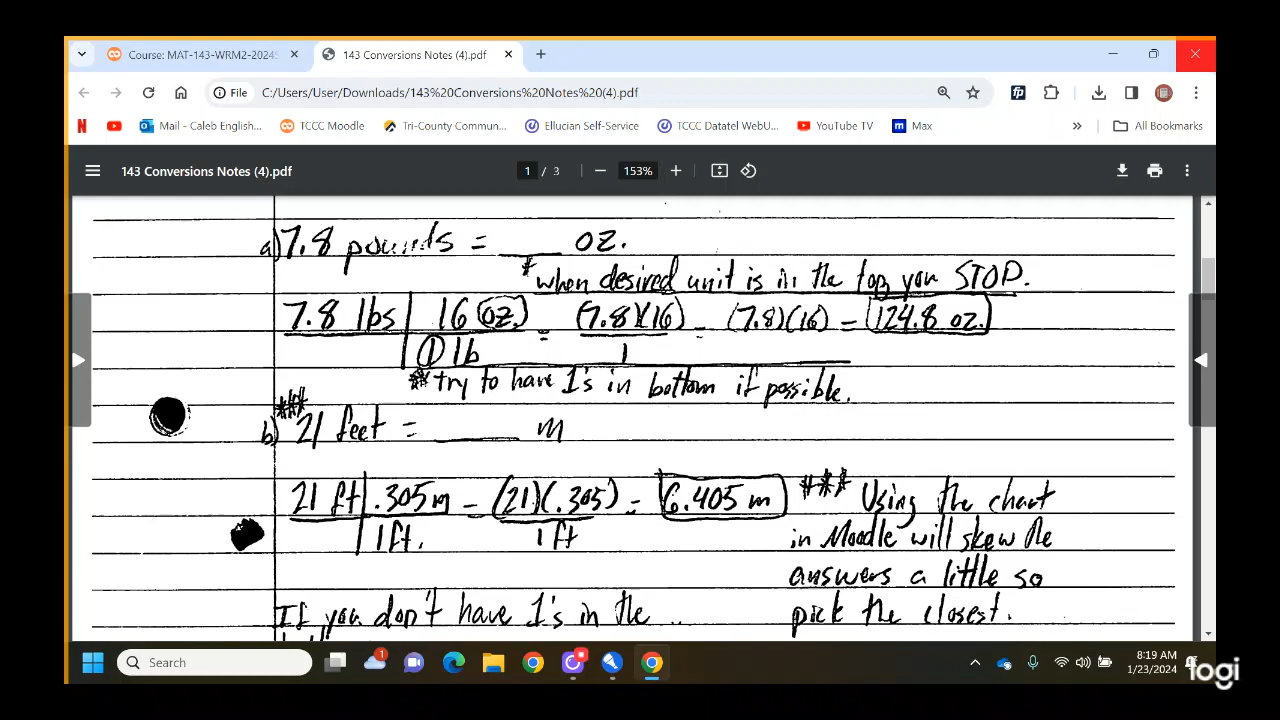 Course: MAT-143-WRM2-2024S
143 Conversions Notes (4).pdf
File C:/Users/User/Downloads/143%20Conversions%20Notes%20(4).pdf
Mail - Caleb English...
TCCC Moodle
Tri-County Commun...
Ellucian Self-Service
TCCC Datatel WebU...
YouTube TV
Max
All Bookmarks
143 Conversions Notes (4).pdf
1 / 3
153%
a) 7.8 pounds = ___ oz.
* when desired unit is in the top, you STOP.
7.8 lbs | 16 oz. = (7.8)(16) = (7.8)(16) = 124.8 oz.
1 lb 1
** try to have 1's in bottom if possible.
***
b) 21 feet = ___ m
21 ft | .305m = (21)(.305) = 6.405 m
1 ft. 1 ft
*** Using the chart
in Moodle will skew the
answers a little so
pick the closest.
If you don't have 1's in the
Search
1
8:19 AM
1/23/2024
logi